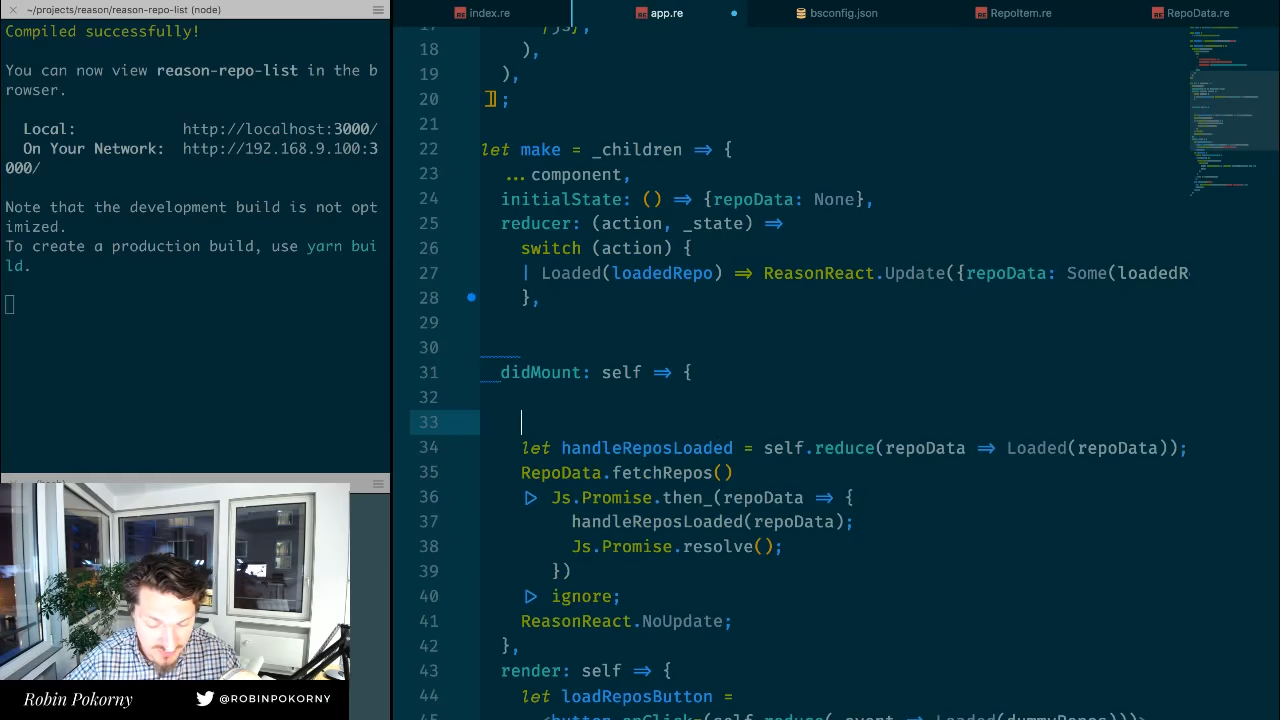 ~/projects/reason/reason-repo-list (node)
Compiled successfully!
You can now view reason-repo-list in the b
rowser.
Local: http://localhost:3000/
On Your Network: http://192.168.9.100:3
000/
Note that the development build is not opt
imized.
To create a production build, use yarn bui
ld.
Robin Pokorny @ROBINPOKORNY
index.re app.re bsconfig.json RepoItem.re RepoData.re
18 ),
19 ),
20 ];
21
22 let make = _children => {
23 ...component,
24 initialState: () => {repoData: None},
25 reducer: (action, _state) =>
26 switch (action) {
27 | Loaded(loadedRepo) => ReasonReact.Update({repoData: Some(loadedR
28 },
29
30
31 didMount: self => {
32
33
34 let handleReposLoaded = self.reduce(repoData => Loaded(repoData));
35 RepoData.fetchRepos()
36 |> Js.Promise.then_(repoData => {
37 handleReposLoaded(repoData);
38 Js.Promise.resolve();
39 })
40 |> ignore;
41 ReasonReact.NoUpdate;
42 },
43 render: self => {
44 let loadReposButton =